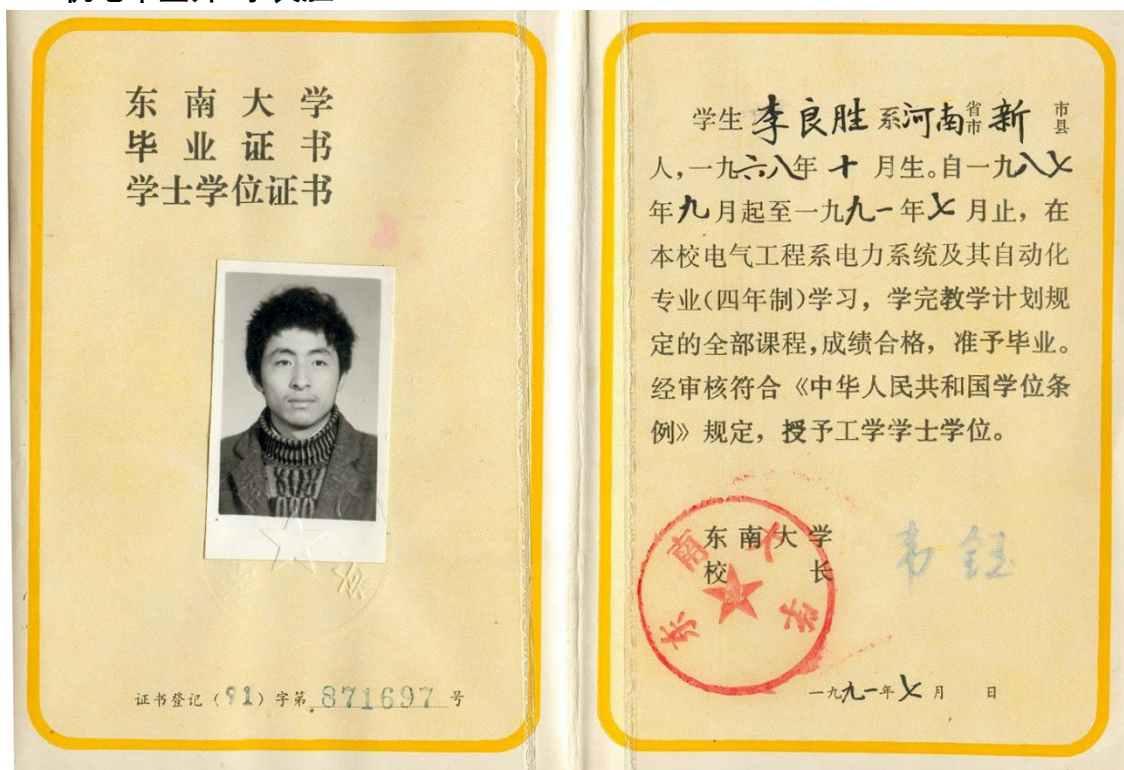 东南大学
毕业证书
学士学位证书
证书登记（91）字第 871697 号
学生李良胜系河南省市新市县
人，一九六八年十月生。自一九八七
年九月起至一九九一年七月止，在
本校电气工程系电力系统及其自动化
专业（四年制）学习，学完教学计划规
定的全部课程，成绩合格，准予毕业。
经审核符合《中华人民共和国学位条
例》规定，授予工学学士学位。
东南大学
校长 韦钰
东南大学
一九九一年七月 日